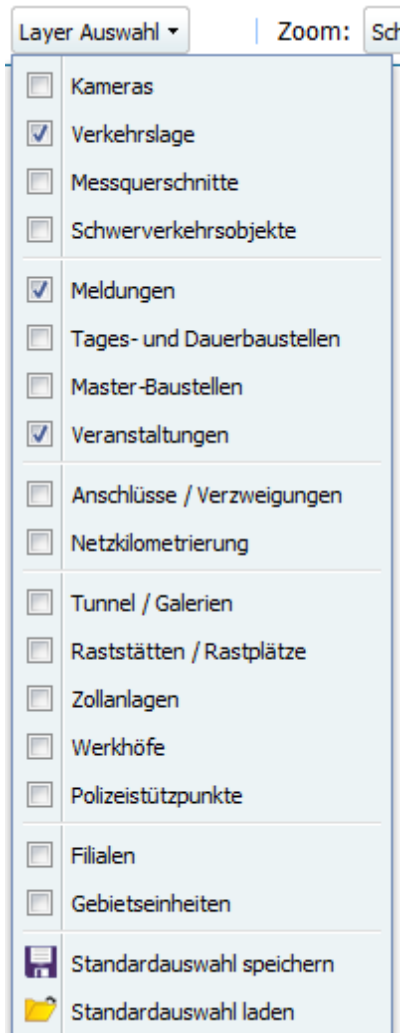 Layer Auswahl Zoom: Sch
Kameras
Verkehrslage
Messquerschnitte
Schwerverkehrsobjekte
Meldungen
Tages- und Dauerbaustellen
Master-Baustellen
Veranstaltungen
Anschlüsse / Verzweigungen
Netzkilometrierung
Tunnel / Galerien
Raststätten / Rastplätze
Zollanlagen
Werkhöfe
Polizeistützpunkte
Filialen
Gebietseinheiten
Standardauswahl speichern
Standardauswahl laden